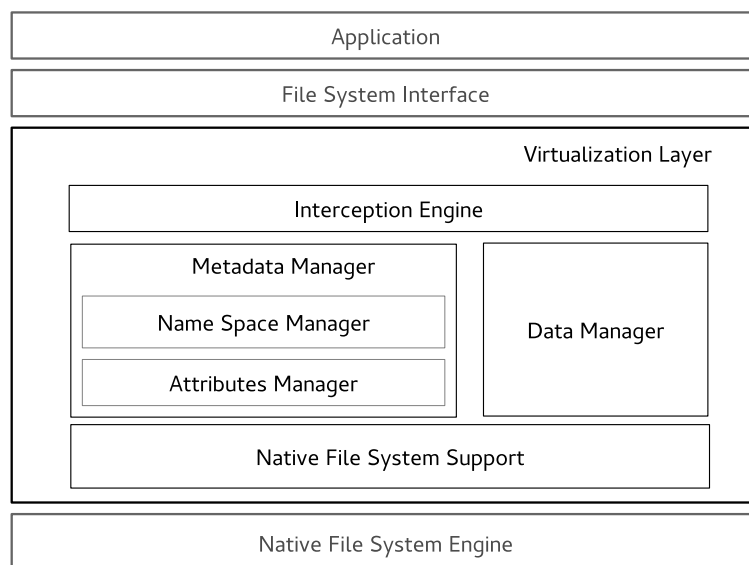 Application
File System Interface
Virtualization Layer
Interception Engine
Metadata Manager
Name Space Manager
Attributes Manager
Data Manager
Native File System Support
Native File System Engine